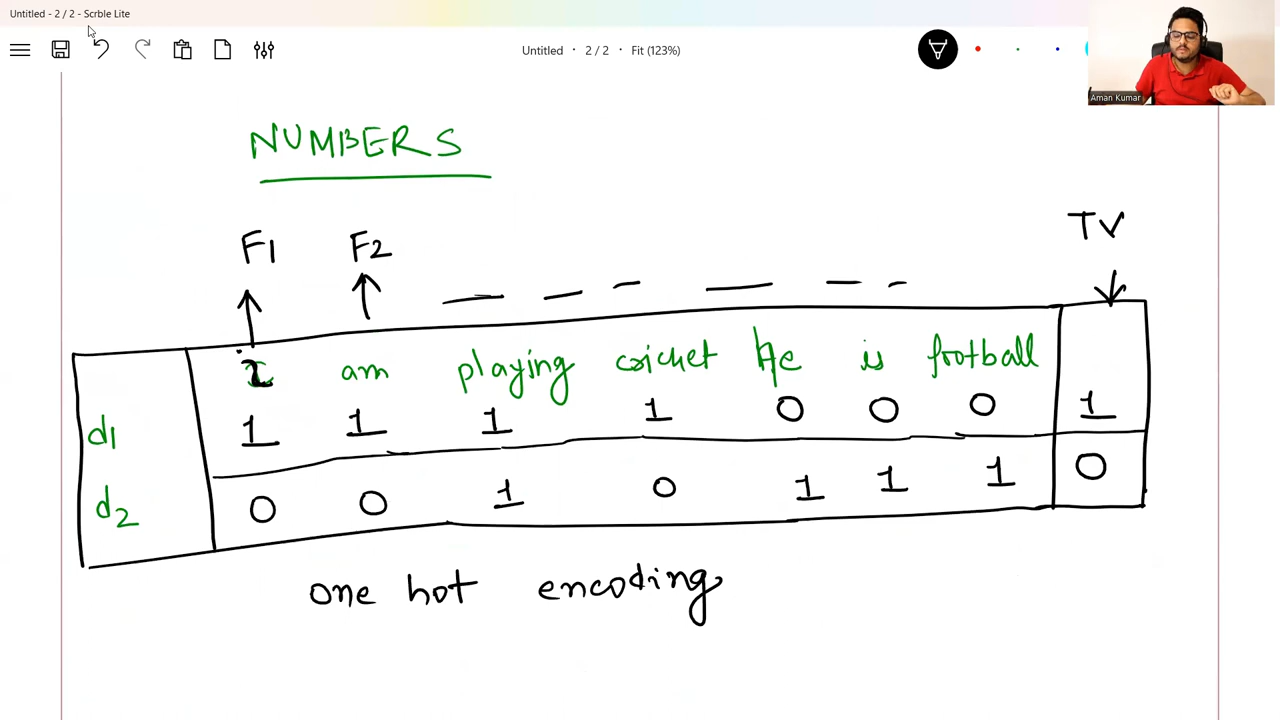 Untitled - 2 / 2 - Scrble Lite
Untitled • 2 / 2 • Fit (123%)
Aman Kumar
NUMBERS
F1 F2 TV
I am playing cricket He is football
d1 1 1 1 1 0 0 0 1
d2 0 0 1 0 1 1 1 0
one hot encoding